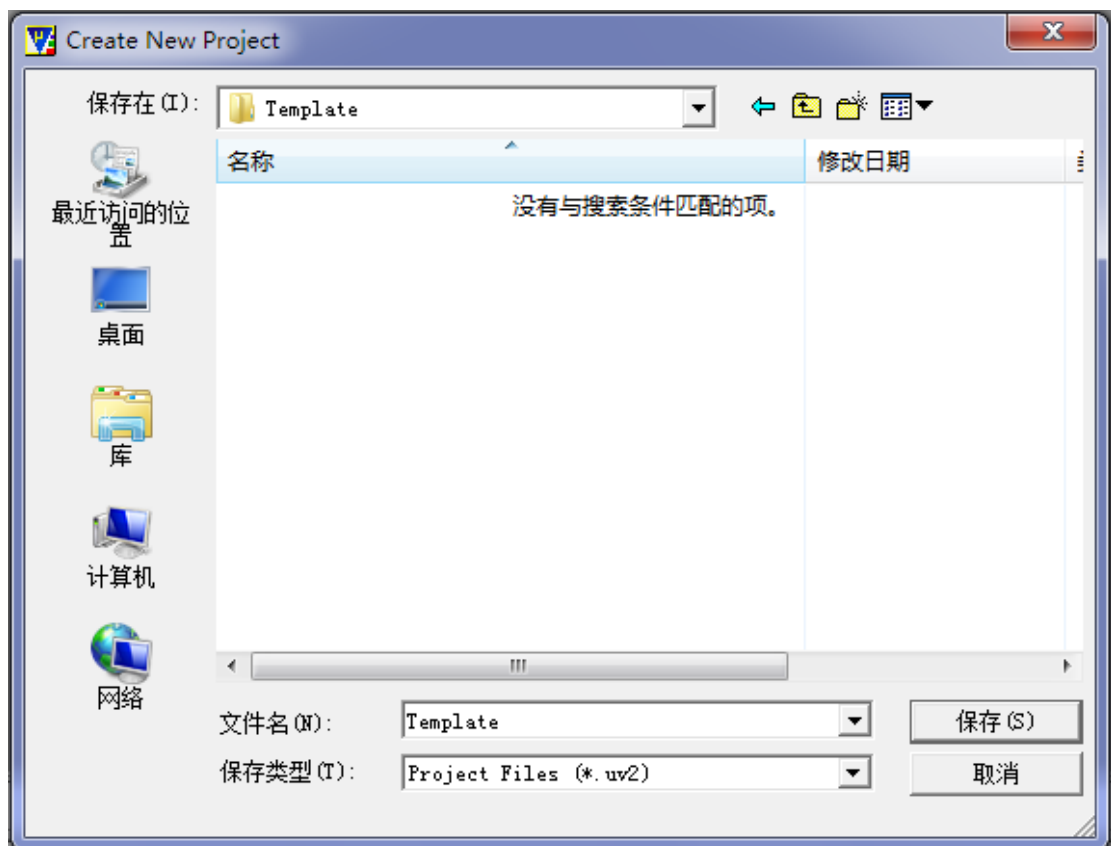 Create New Project
保存在(I):
Template
名称
修改日期
没有与搜索条件匹配的项。
最近访问的位
置
桌面
库
计算机
网络
文件名(N):
Template
保存(S)
保存类型(T):
Project Files (*.uv2)
取消